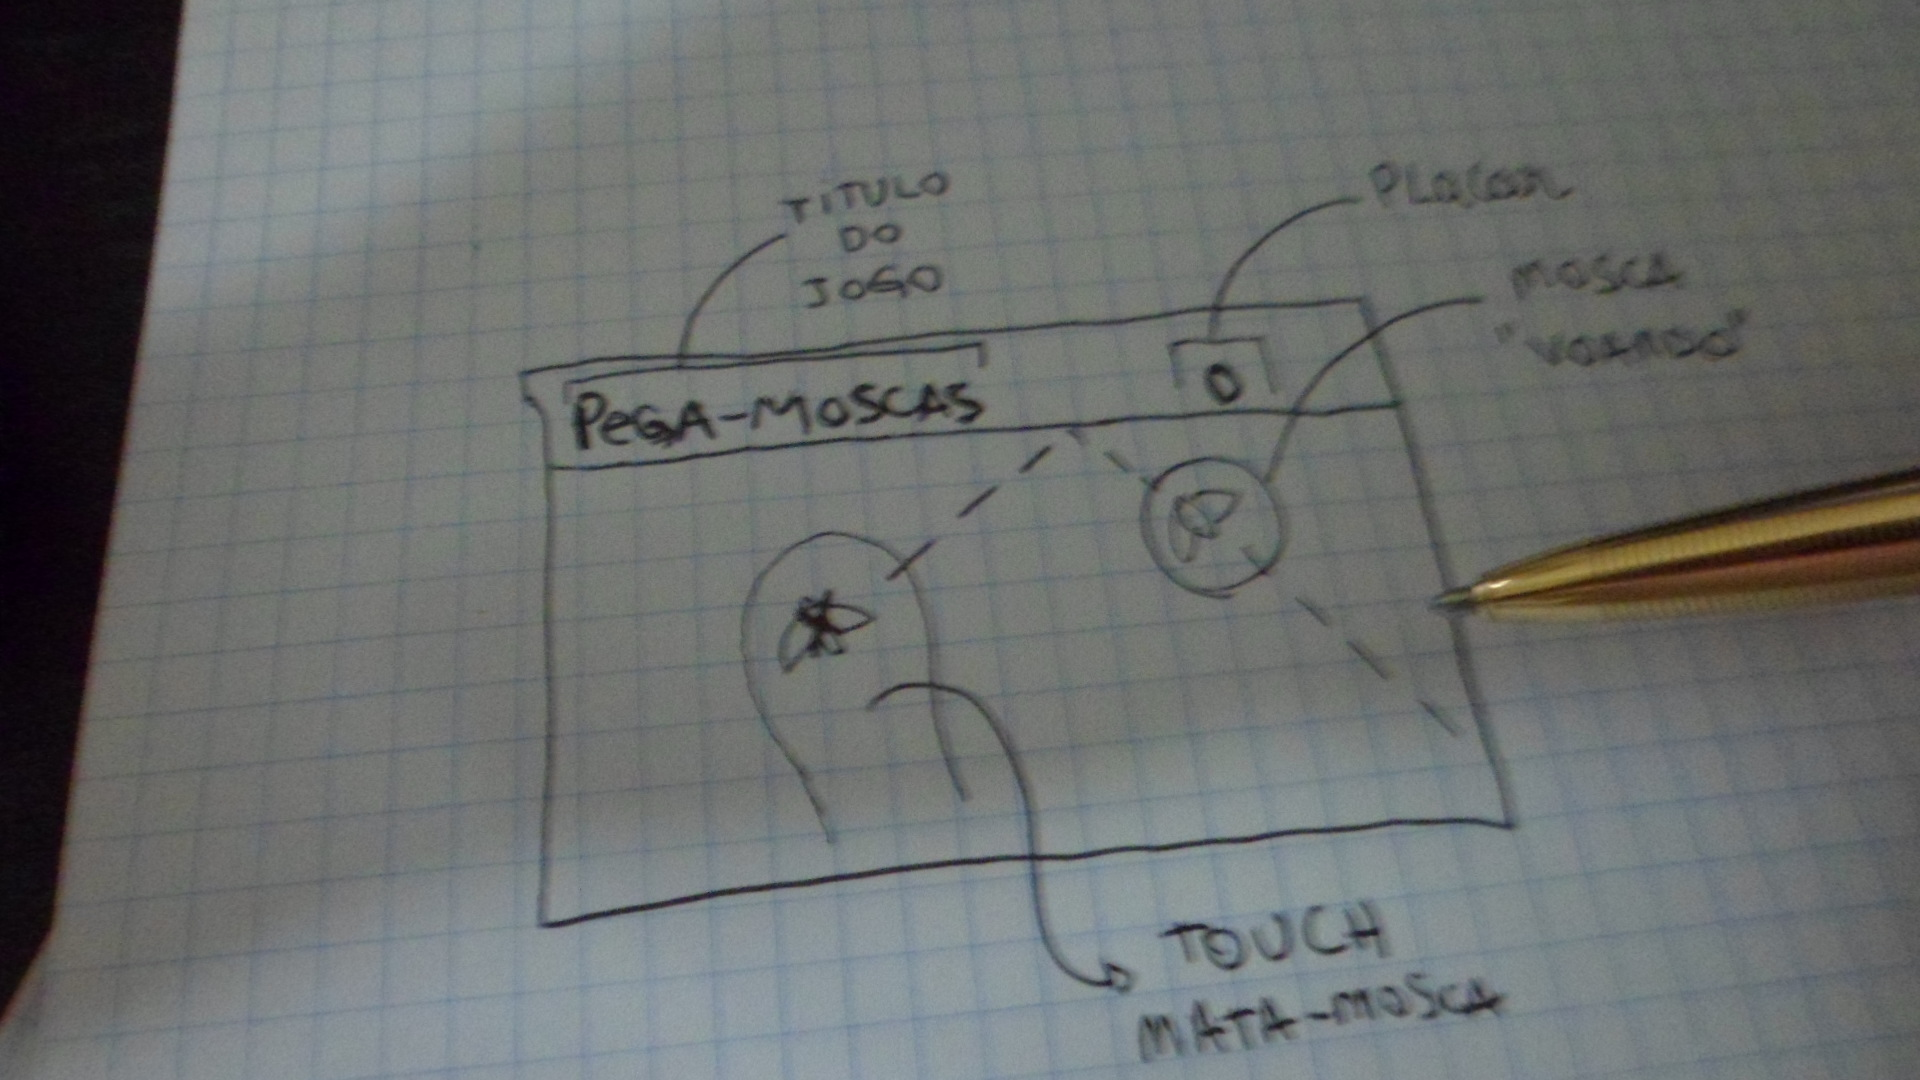 TITULO
DO
JOGO
PLacar
MOSCA
"VOANDO"
PeGA-MOSCAS
0
TOUCH
MATA-MOSCA